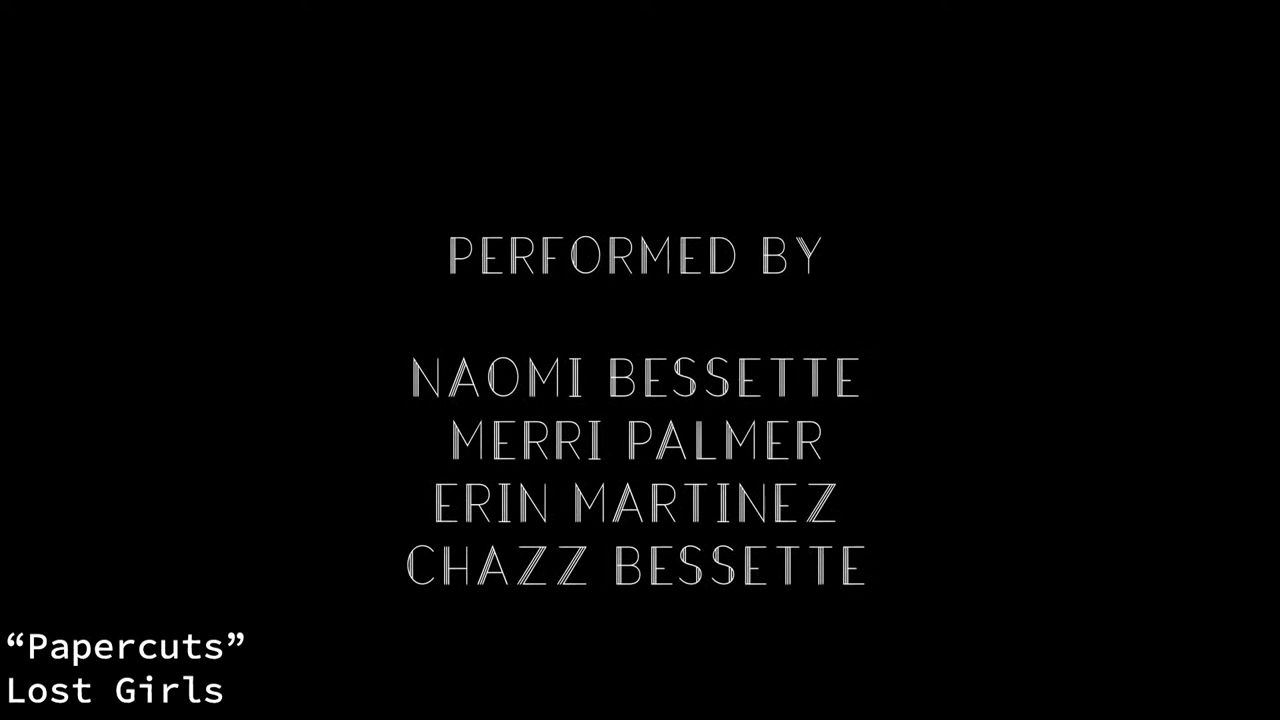 PERFORMED BY
NAOMI BESSETTE
MERRI PALMER
ERIN MARTINEZ
CHAZZ BESSETTE
“Papercuts”
Lost Girls